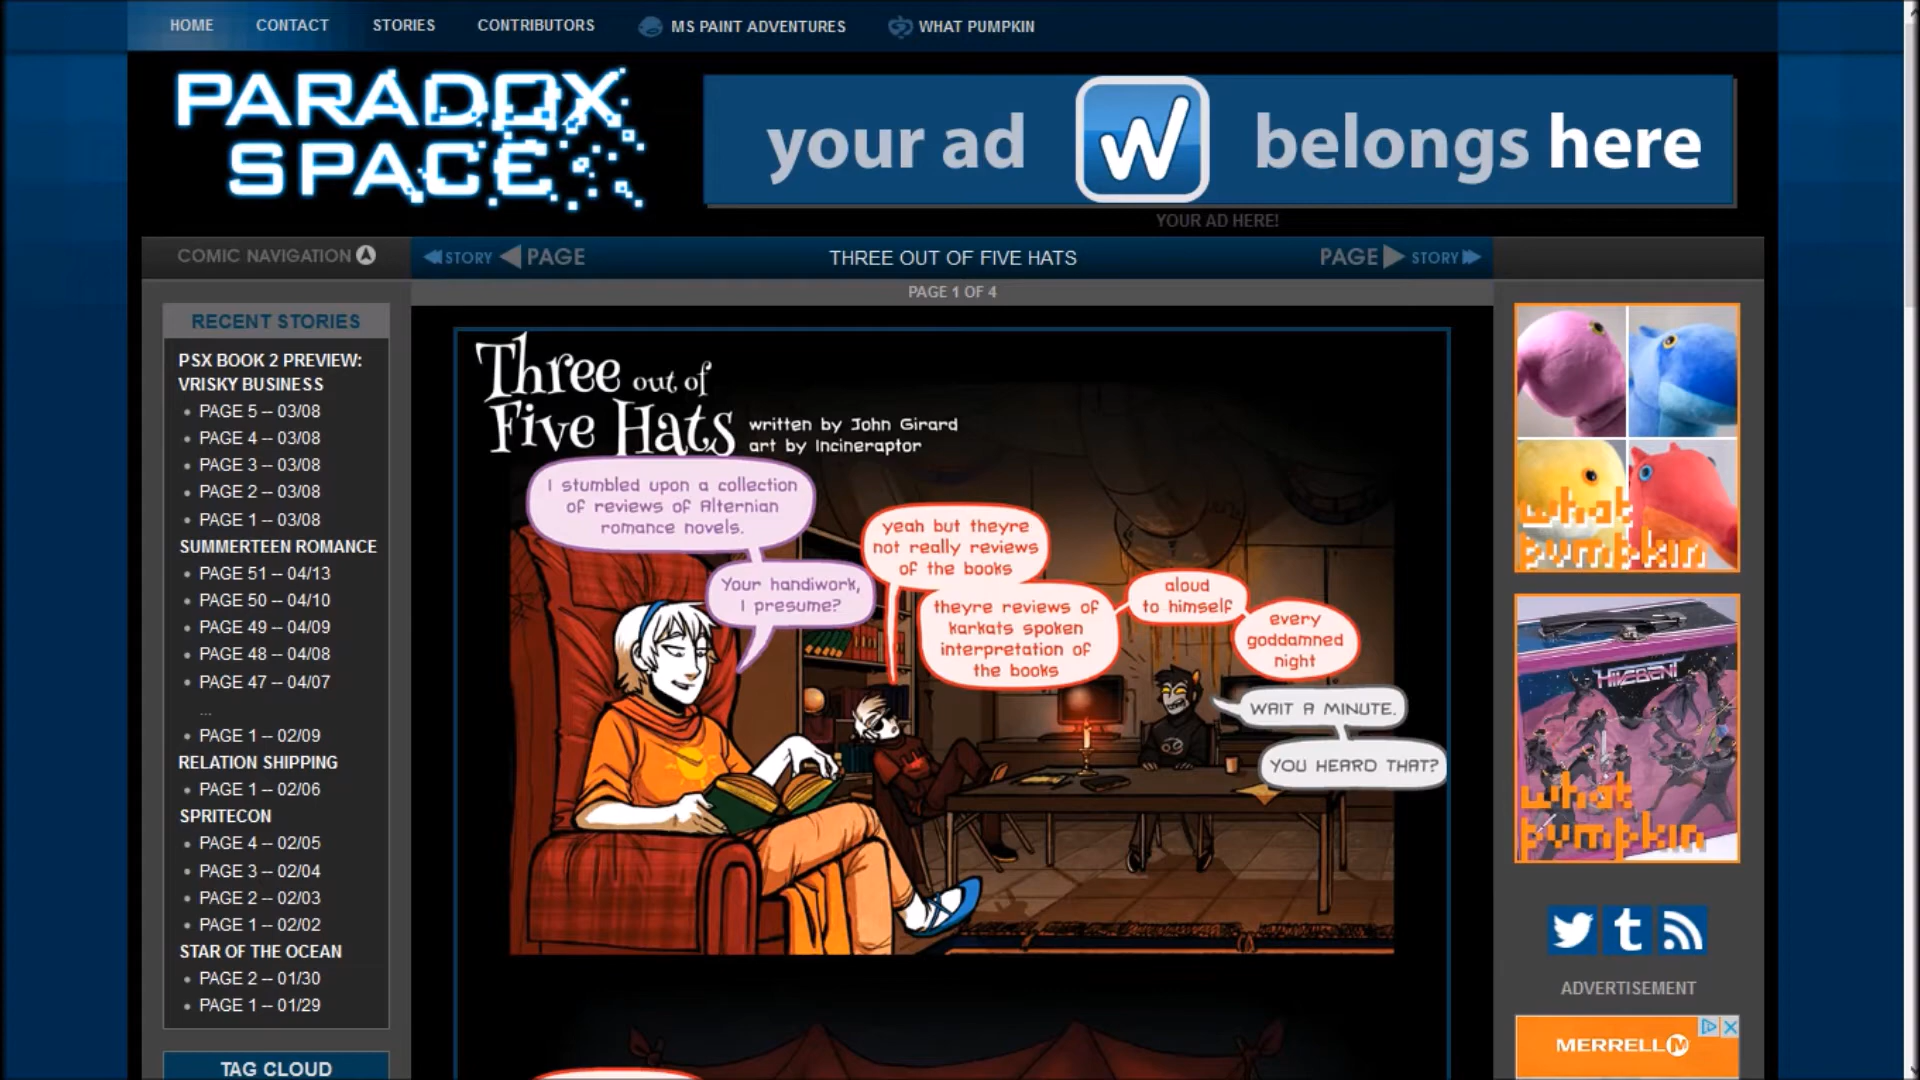 HOME CONTACT STORIES CONTRIBUTORS MS PAINT ADVENTURES WHAT PUMPKIN
PARADOX
SPACE
your ad W belongs here
YOUR AD HERE!
COMIC NAVIGATION
STORY PAGE THREE OUT OF FIVE HATS PAGE STORY
PAGE 1 OF 4
RECENT STORIES
PSX BOOK 2 PREVIEW:
VRISKY BUSINESS
PAGE 5 -- 03/08
PAGE 4 -- 03/08
PAGE 3 -- 03/08
PAGE 2 -- 03/08
PAGE 1 -- 03/08
SUMMERTEEN ROMANCE
PAGE 51 -- 04/13
PAGE 50 -- 04/10
PAGE 49 -- 04/09
PAGE 48 -- 04/08
PAGE 47 -- 04/07
...
PAGE 1 -- 02/09
RELATION SHIPPING
PAGE 1 -- 02/06
SPRITECON
PAGE 4 -- 02/05
PAGE 3 -- 02/04
PAGE 2 -- 02/03
PAGE 1 -- 02/02
STAR OF THE OCEAN
PAGE 2 -- 01/30
PAGE 1 -- 01/29
TAG CLOUD
Three out of
Five Hats
written by John Girard
art by Incineraptor
I stumbled upon a collection
of reviews of Alternian
romance novels.
Your handiwork,
I presume?
yeah but theyre
not really reviews
of the books
theyre reviews of
karkats spoken
interpretation of
the books
aloud
to himself
every
goddamned
night
WAIT A MINUTE.
YOU HEARD THAT?
what
pumpkin
HIVEBENT
what
pumpkin
ADVERTISEMENT
MERRELL